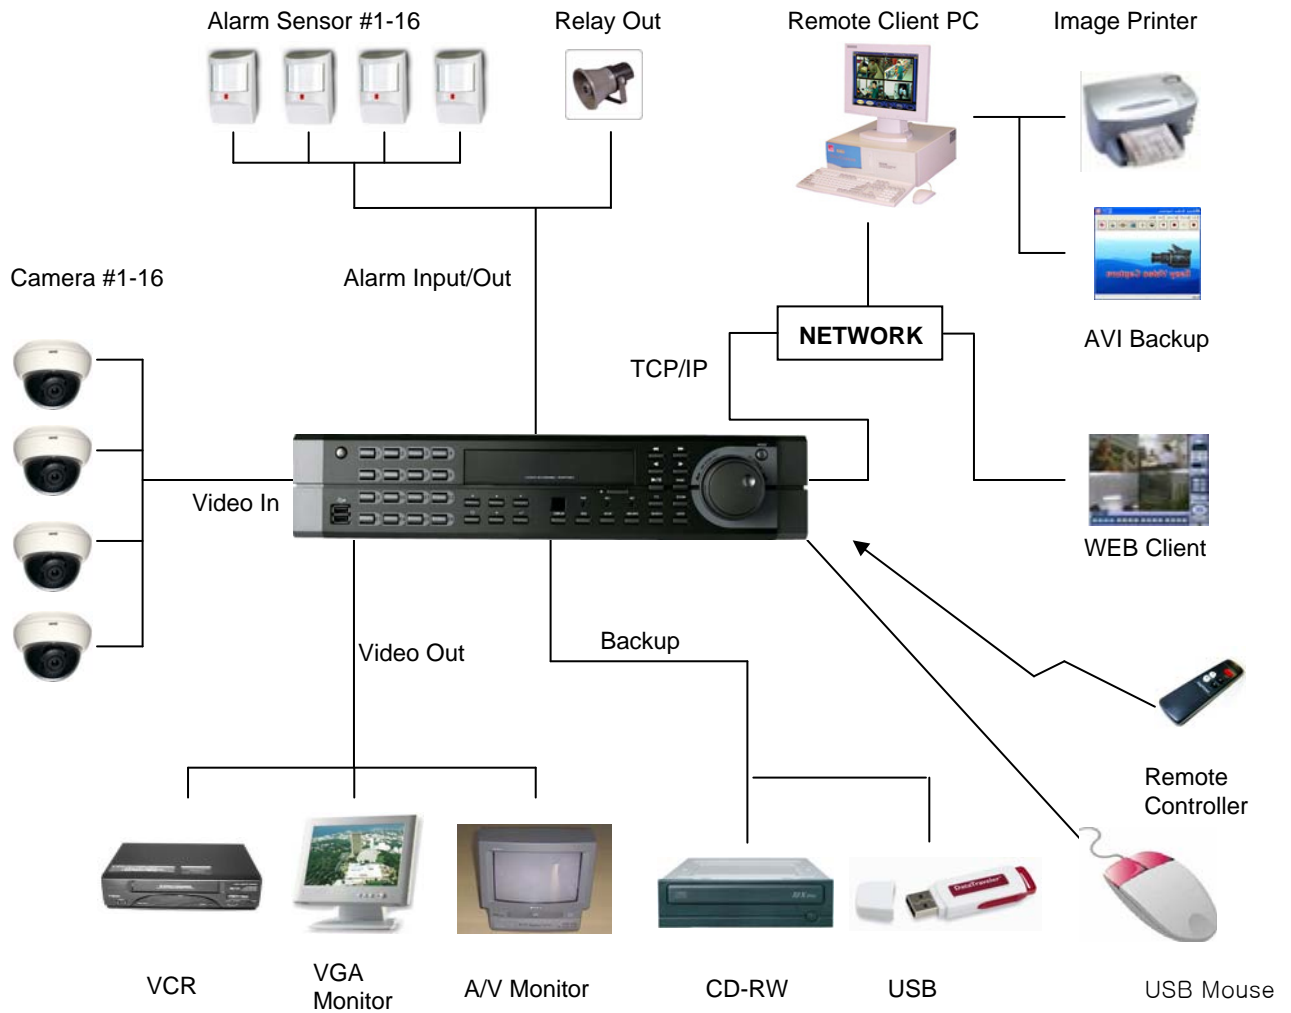 Alarm Sensor #1-16
Relay Out
Remote Client PC
Image Printer
Camera #1-16
Alarm Input/Out
NETWORK
AVI Backup
TCP/IP
Video In
WEB Client
Video Out
Backup
Remote
Controller
DataTraveler
VCR
VGA
Monitor
A/V Monitor
CD-RW
USB
USB Mouse